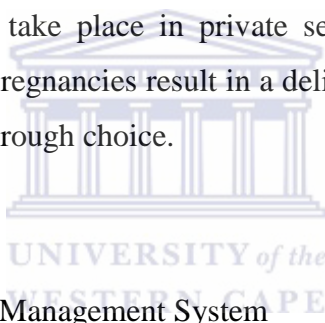 take place in private se
regnancies result in a deli
rough choice.
UNIVERSITY of the
Management System
WESTERN CAPE